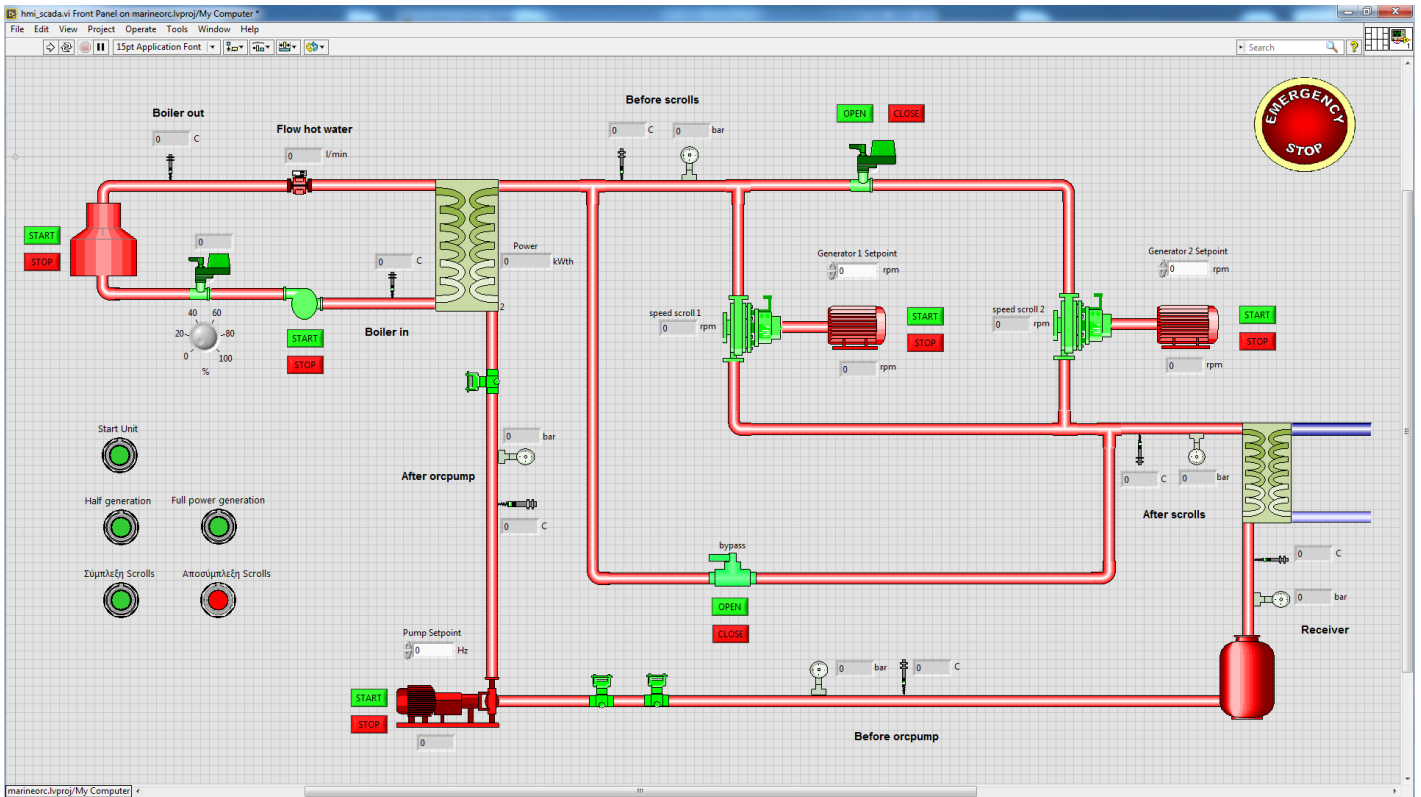 hmi_scada.vi Front Panel on marineorc.lvproj/My Computer *
File Edit View Project Operate Tools Window Help
15pt Application Font
Search
1
Before scrolls
Boiler out
0 C
Flow hot water
0 l/min
0 C
0 bar
OPEN CLOSE
EMERGENCY
STOP
START
STOP
0
0 C
Power
0 kWth
Generator 1 Setpoint
0 rpm
Generator 2 Setpoint
0 rpm
2
Boiler in
START
STOP
0
20
40
60
80
100
%
speed scroll 1
0 rpm
START
STOP
0 rpm
speed scroll 2
0 rpm
START
STOP
0 rpm
Start Unit
0 bar
After orcpump
0 C
0 C
0 bar
After scrolls
Half generation
Full power generation
Σύμπλεξη Scrolls
Αποσύμπλεξη Scrolls
bypass
OPEN
CLOSE
0 C
0 bar
Receiver
Pump Setpoint
0 Hz
START
STOP
0
0 bar
0 C
Before orcpump
marineorc.lvproj/My Computer